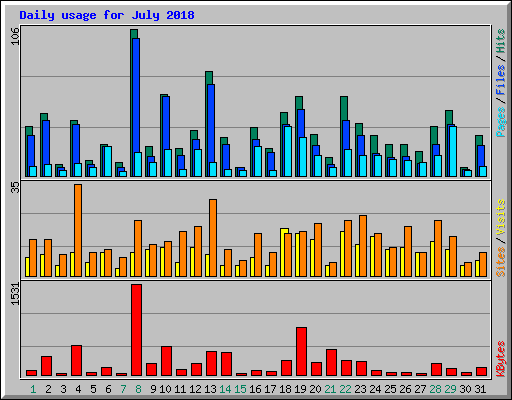 Daily usage for July 2018
106
35
1531
Pages / Files / Hits
Sites / Visits
KBytes
1 2 3 4 5 6 7 8 9 10 11 12 13 14 15 16 17 18 19 20 21 22 23 24 25 26 27 28 29 30 31